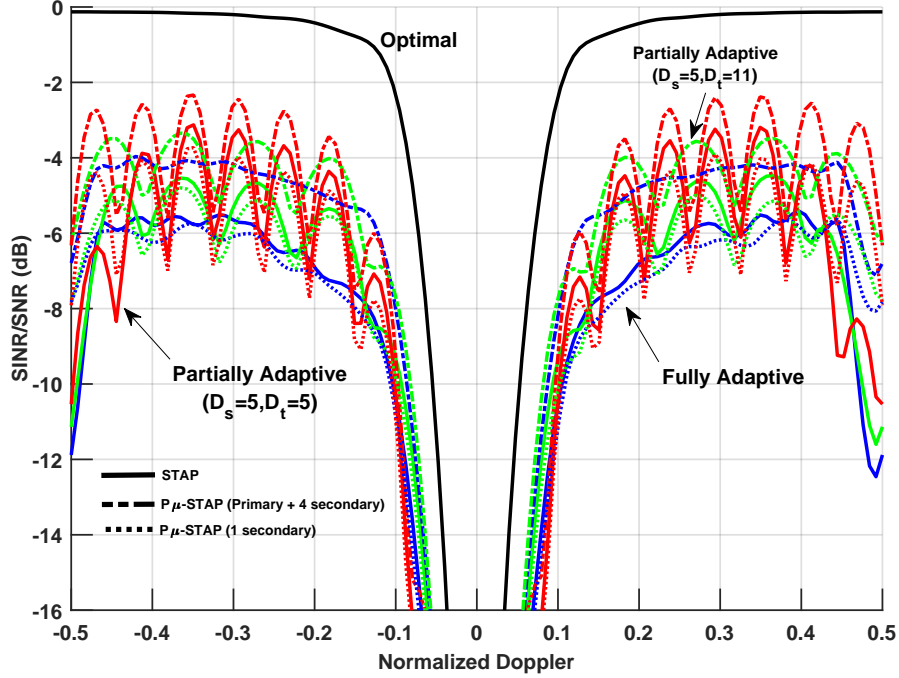 0
-2
-4
-6
-8
-10
-12
-14
-16
SINR/SNR (dB)
Optimal
Partially Adaptive
(D_s=5,D_t=11)
Partially Adaptive
(D_s=5,D_t=5)
Fully Adaptive
STAP
Pμ-STAP (Primary + 4 secondary)
Pμ-STAP (1 secondary)
-0.5 -0.4 -0.3 -0.2 -0.1 0 0.1 0.2 0.3 0.4 0.5
Normalized Doppler